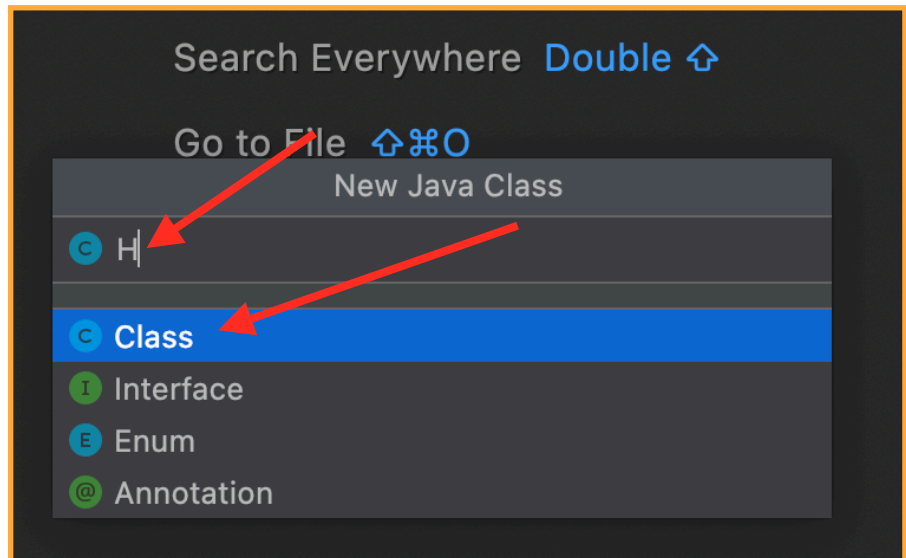 Search Everywhere Double ⇧
Go to File ⇧⌘O
New Java Class
C H
C Class
I Interface
E Enum
@ Annotation